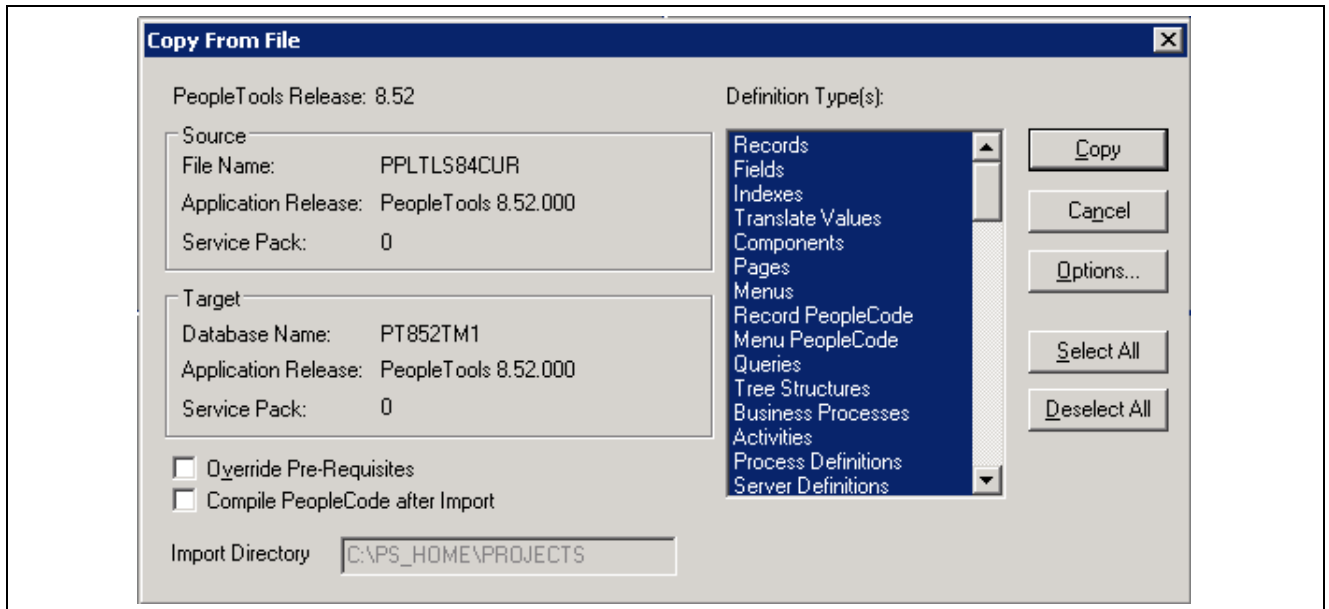 Copy From File
PeopleTools Release: 8.52
Source
File Name: PPLTLS84CUR
Application Release: PeopleTools 8.52.000
Service Pack: 0
Target
Database Name: PT852TM1
Application Release: PeopleTools 8.52.000
Service Pack: 0
Override Pre-Requisites
Compile PeopleCode after Import
Import Directory C:\PS_HOME\PROJECTS
Definition Type(s):
Records
Fields
Indexes
Translate Values
Components
Pages
Menus
Record PeopleCode
Menu PeopleCode
Queries
Tree Structures
Business Processes
Activities
Process Definitions
Server Definitions
Copy
Cancel
Options...
Select All
Deselect All